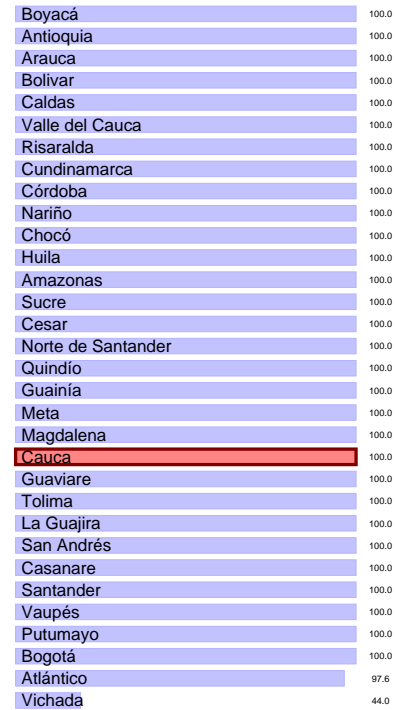 Boyacá 100.0
Antioquia 100.0
Arauca 100.0
Bolivar 100.0
Caldas 100.0
Valle del Cauca 100.0
Risaralda 100.0
Cundinamarca 100.0
Córdoba 100.0
Nariño 100.0
Chocó 100.0
Huila 100.0
Amazonas 100.0
Sucre 100.0
Cesar 100.0
Norte de Santander 100.0
Quindío 100.0
Guainía 100.0
Meta 100.0
Magdalena 100.0
Cauca 100.0
Guaviare 100.0
Tolima 100.0
La Guajira 100.0
San Andrés 100.0
Casanare 100.0
Santander 100.0
Vaupés 100.0
Putumayo 100.0
Bogotá 100.0
Atlántico 97.6
Vichada 44.0